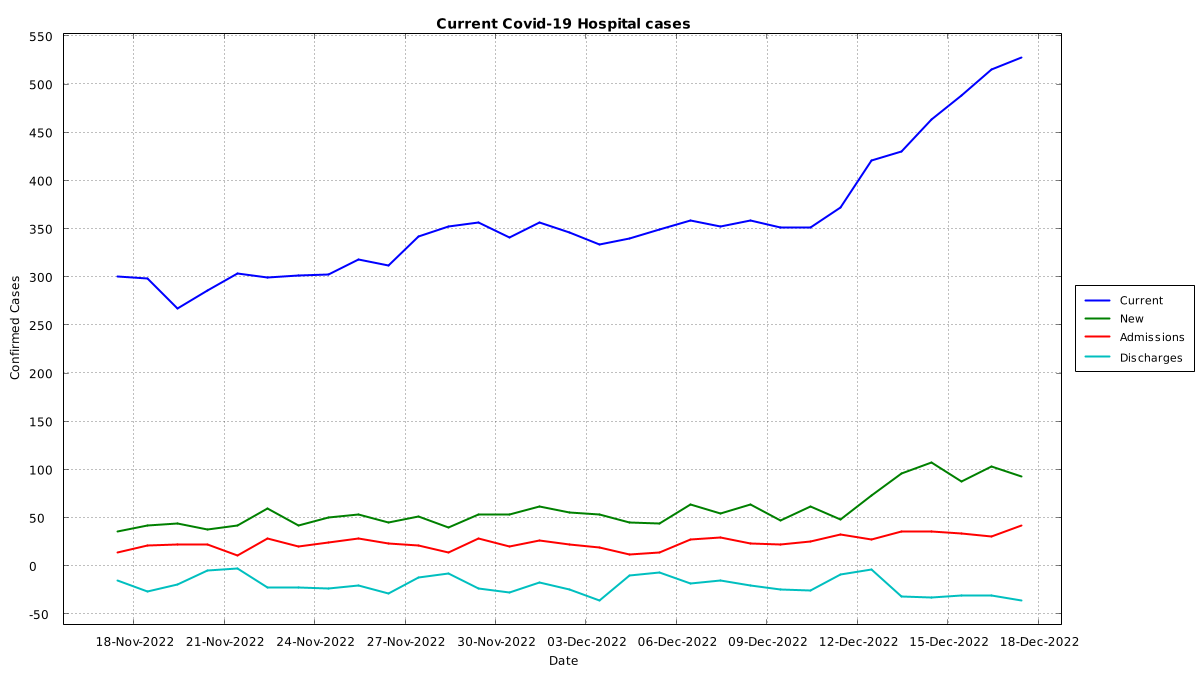 Current Covid-19 Hospital cases
550
500
450
400
350
300
250
200
150
100
50
0
-50
Confirmed Cases
18-Nov-2022 21-Nov-2022 24-Nov-2022 27-Nov-2022 30-Nov-2022 03-Dec-2022 06-Dec-2022 09-Dec-2022 12-Dec-2022 15-Dec-2022 18-Dec-2022
Date
Current
New
Admissions
Discharges